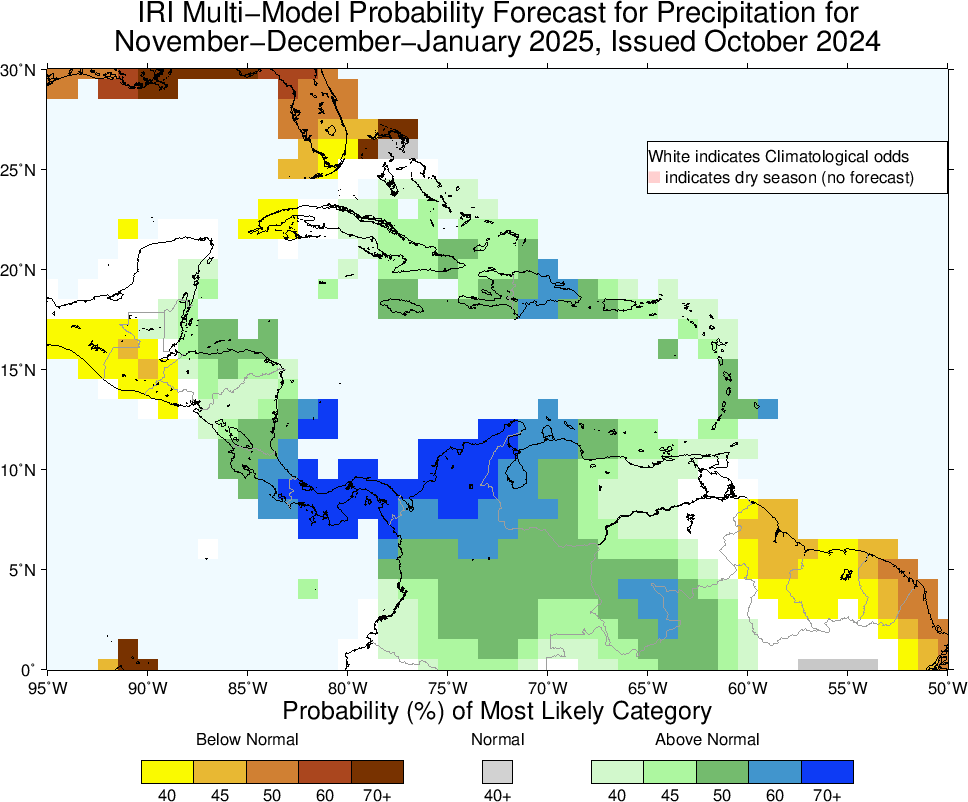 IRI Multi−Model Probability Forecast for Precipitation for
November−December−January 2025, Issued October 2024
30˚N
25˚N
20˚N
15˚N
10˚N
5˚N
0˚
White indicates Climatological odds
indicates dry season (no forecast)
95˚W 90˚W 85˚W 80˚W 75˚W 70˚W 65˚W 60˚W 55˚W 50˚W
Probability (%) of Most Likely Category
Below Normal Normal Above Normal
40 45 50 60 70+ 40+ 40 45 50 60 70+